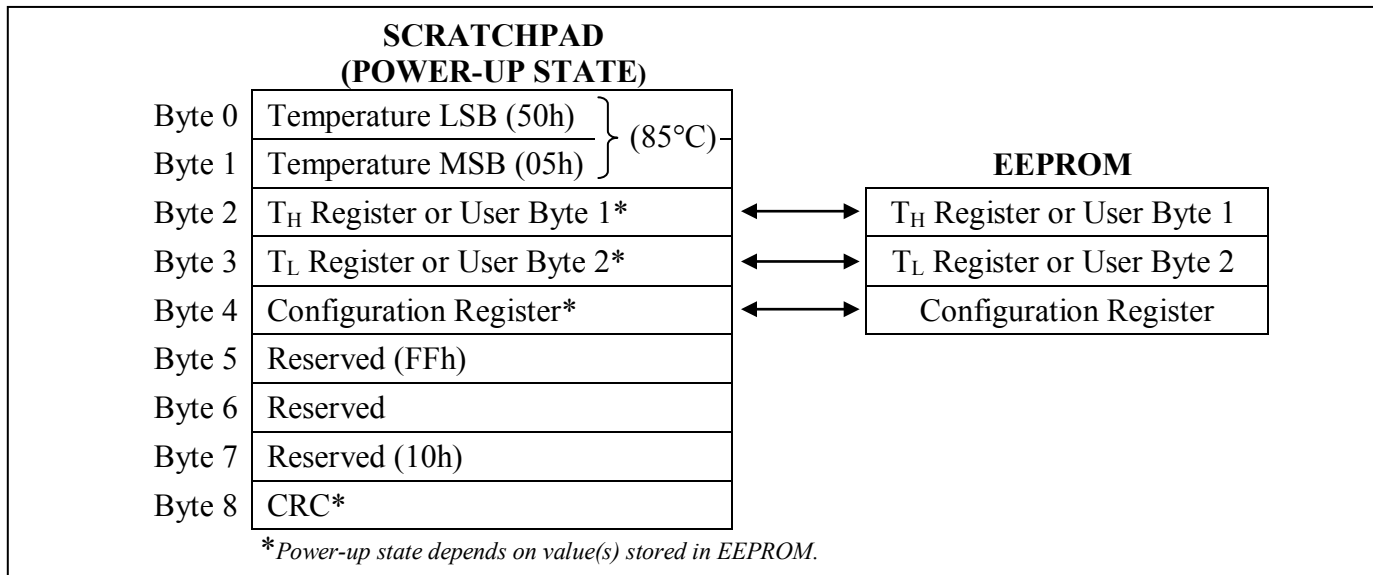 SCRATCHPAD
(POWER-UP STATE)
Byte 0 Temperature LSB (50h)
(85°C)
Byte 1 Temperature MSB (05h)
EEPROM
Byte 2 TH Register or User Byte 1* TH Register or User Byte 1
Byte 3 TL Register or User Byte 2* TL Register or User Byte 2
Byte 4 Configuration Register* Configuration Register
Byte 5 Reserved (FFh)
Byte 6 Reserved
Byte 7 Reserved (10h)
Byte 8 CRC*
*Power-up state depends on value(s) stored in EEPROM.